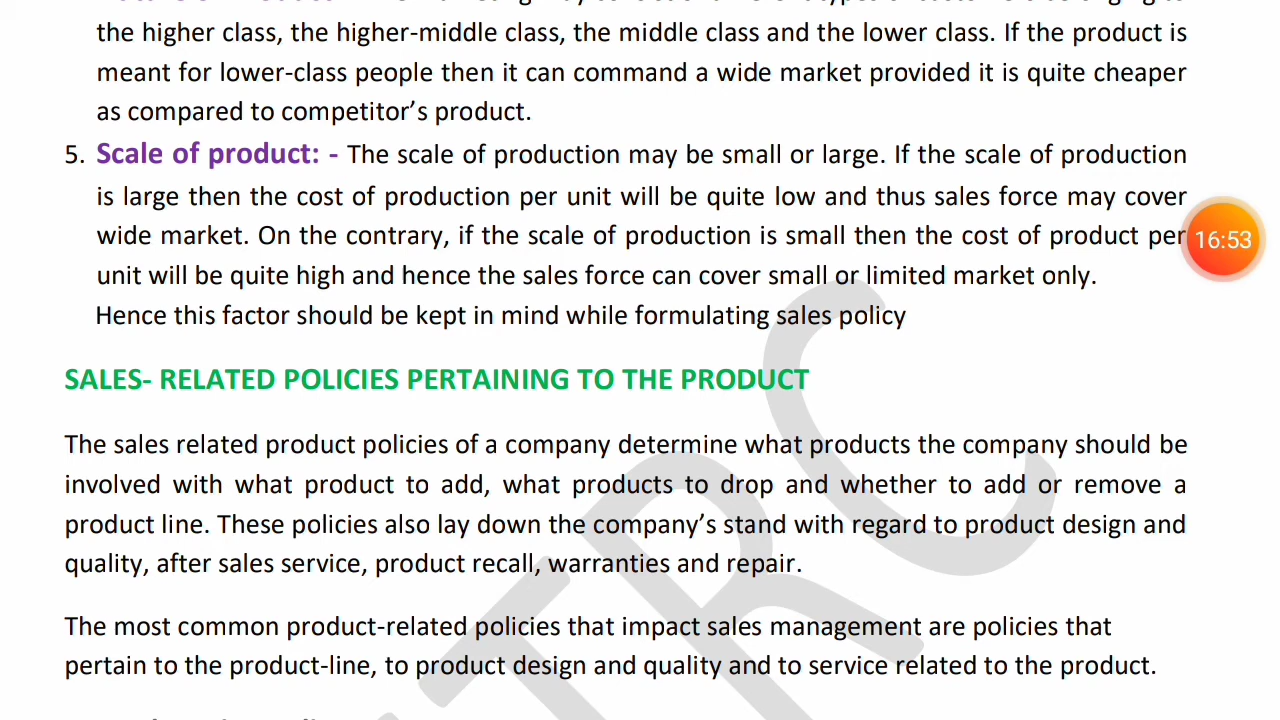 the higher class, the higher-middle class, the middle class and the lower class. If the product is
meant for lower-class people then it can command a wide market provided it is quite cheaper
as compared to competitor’s product.
5. Scale of product: - The scale of production may be small or large. If the scale of production
is large then the cost of production per unit will be quite low and thus sales force may cover
wide market. On the contrary, if the scale of production is small then the cost of product per
unit will be quite high and hence the sales force can cover small or limited market only.
Hence this factor should be kept in mind while formulating sales policy
16:53
SALES- RELATED POLICIES PERTAINING TO THE PRODUCT
The sales related product policies of a company determine what products the company should be
involved with what product to add, what products to drop and whether to add or remove a
product line. These policies also lay down the company’s stand with regard to product design and
quality, after sales service, product recall, warranties and repair.
The most common product-related policies that impact sales management are policies that
pertain to the product-line, to product design and quality and to service related to the product.
TRC